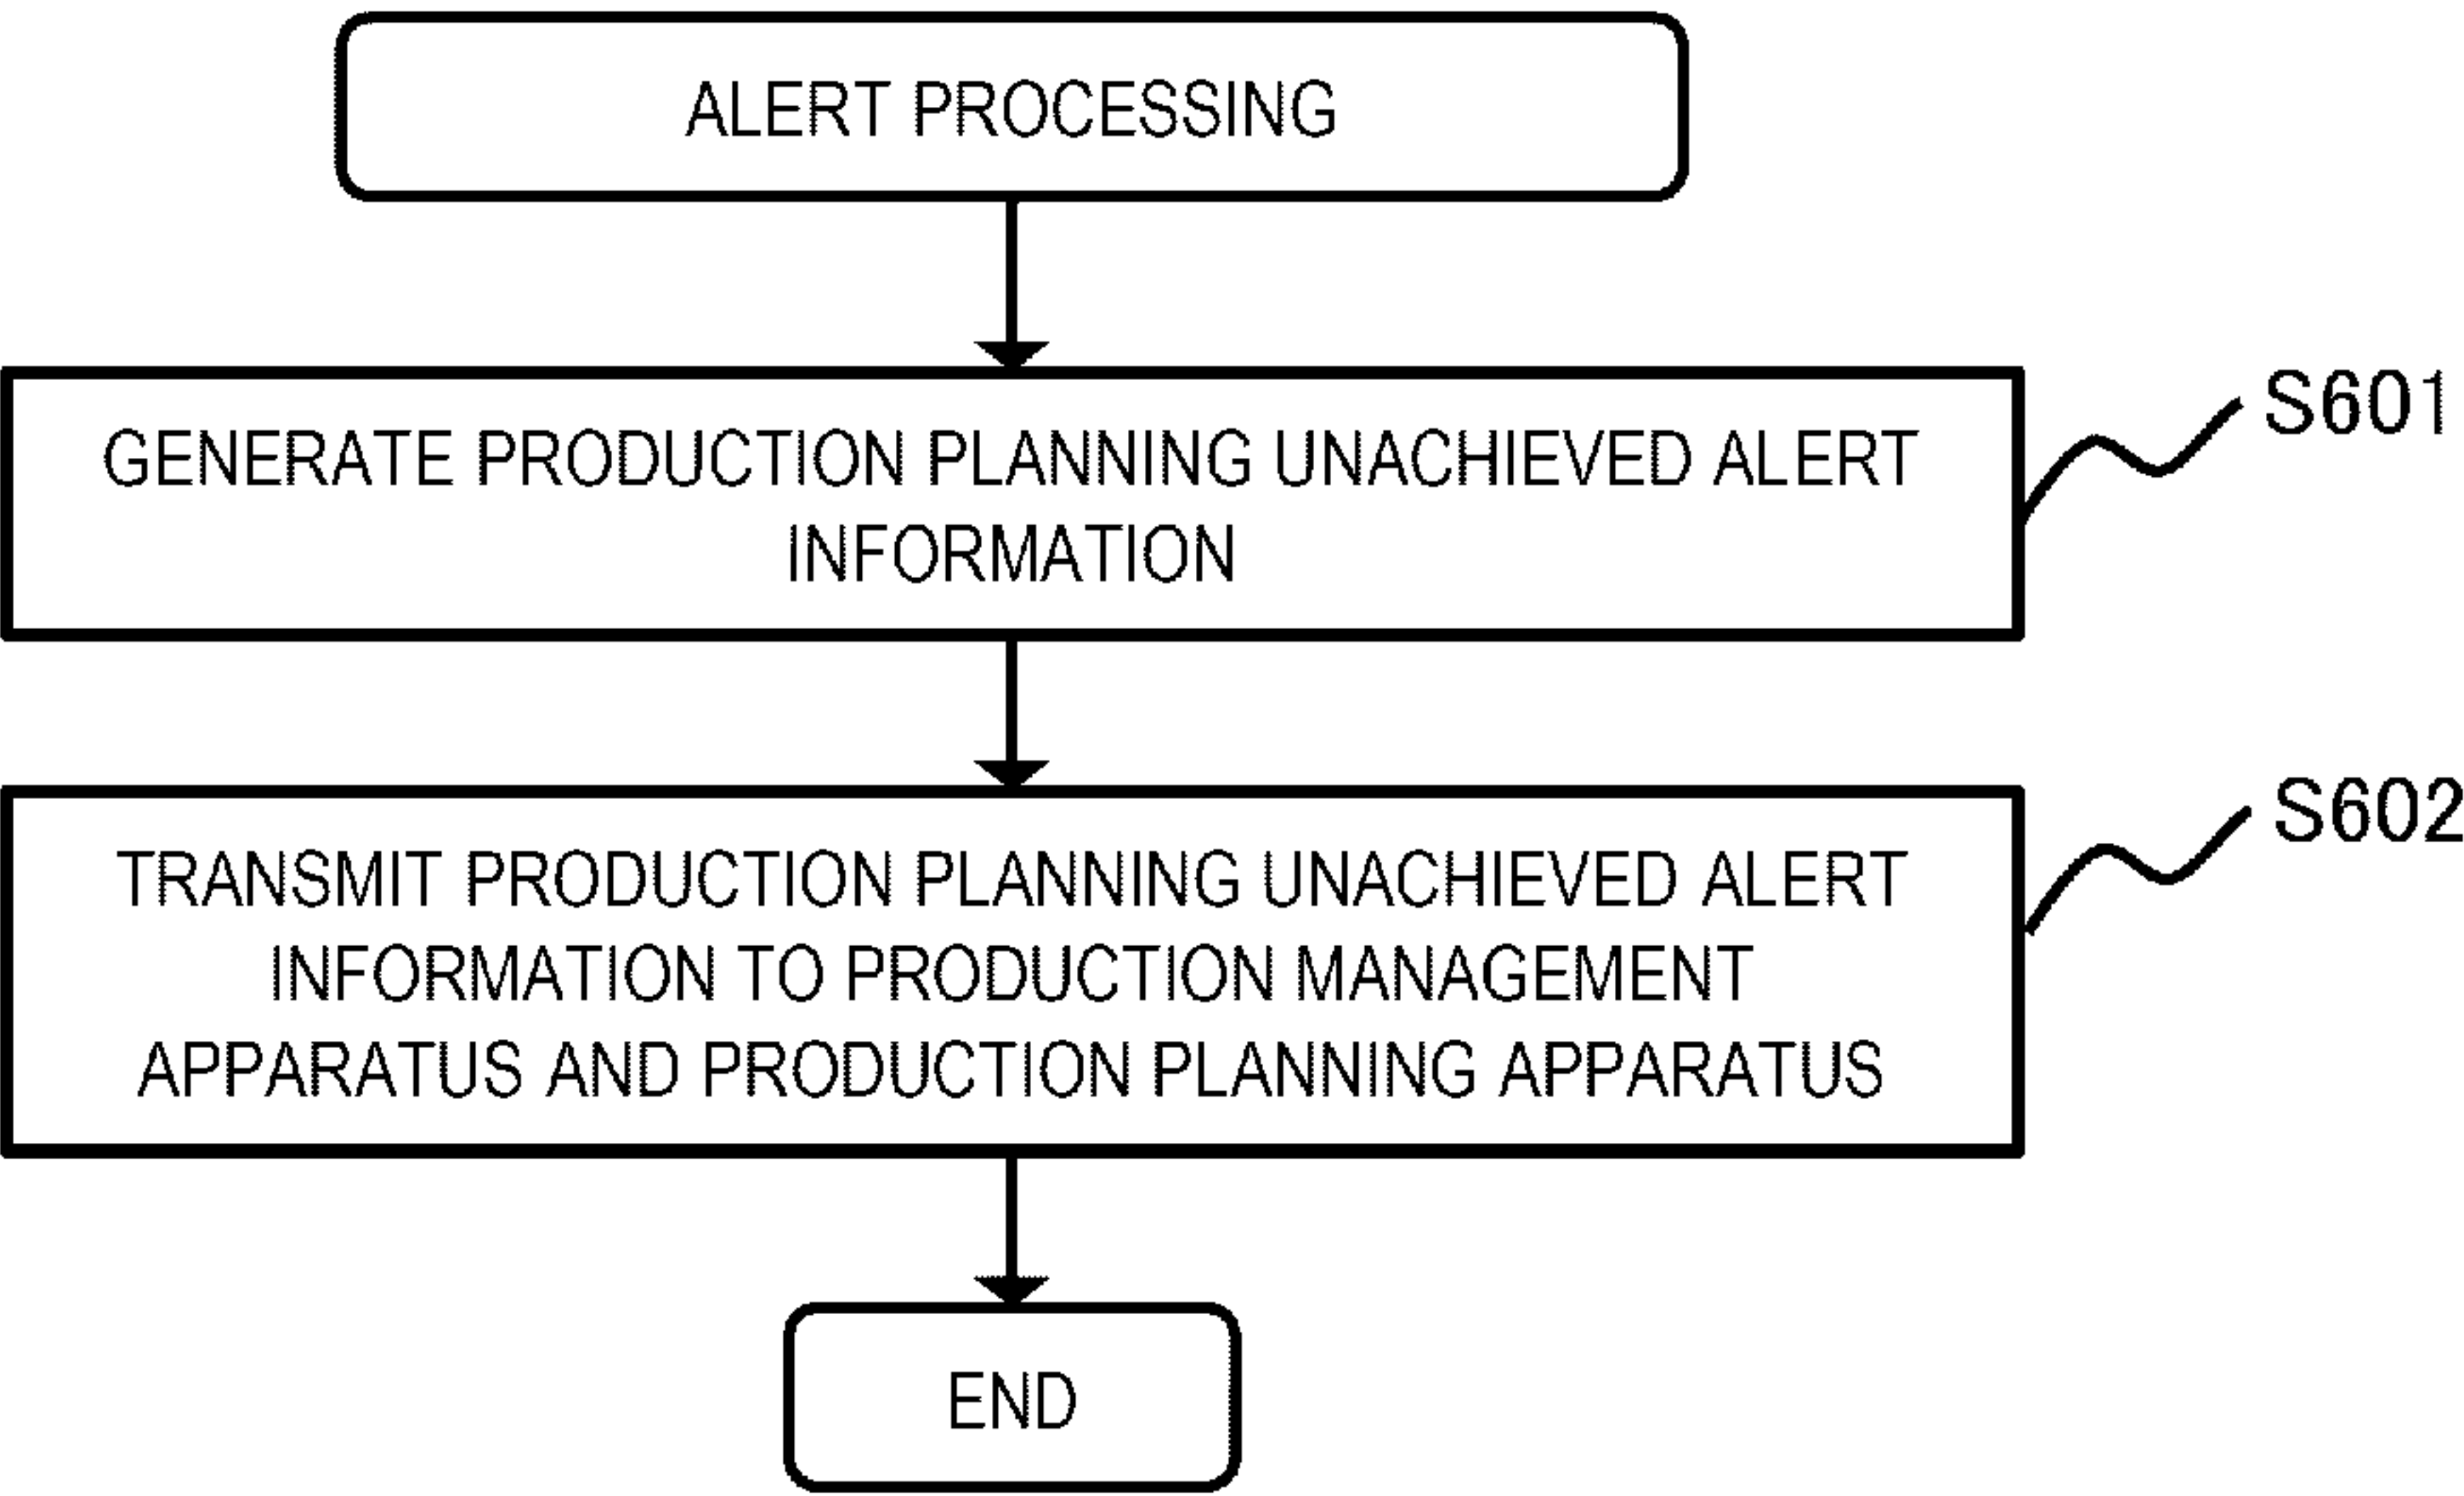 ALERT PROCESSING
GENERATE PRODUCTION PLANNING UNACHIEVED ALERT
INFORMATION
S601
TRANSMIT PRODUCTION PLANNING UNACHIEVED ALERT
INFORMATION TO PRODUCTION MANAGEMENT
APPARATUS AND PRODUCTION PLANNING APPARATUS
S602
END